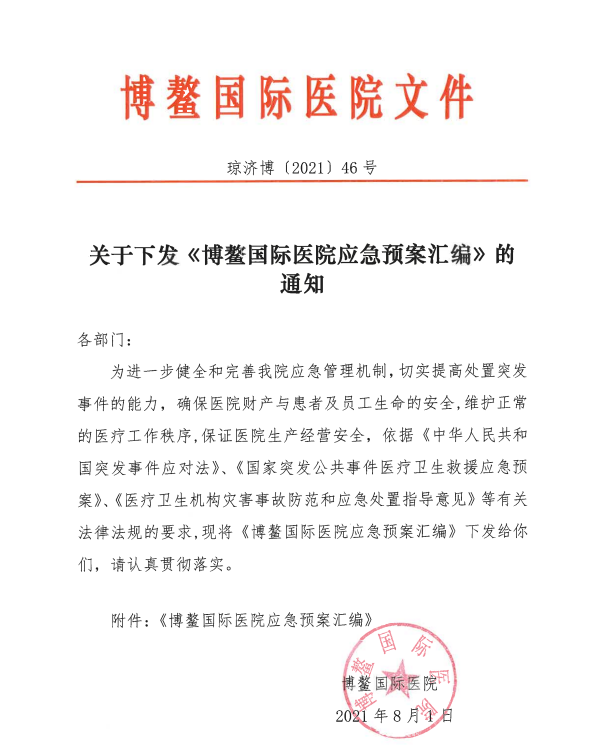 博鳌国际医院文件
琼济博〔2021〕46 号
关于下发《博鳌国际医院应急预案汇编》的
通知
各部门：
为进一步健全和完善我院应急管理机制,切实提高处置突发
事件的能力，确保医院财产与患者及员工生命的安全,维护正常
的医疗工作秩序,保证医院生产经营安全，依据《中华人民共和
国突发事件应对法》、《国家突发公共事件医疗卫生救援应急预
案》、《医疗卫生机构灾害事故防范和应急处置指导意见》等有关
法律法规的要求,现将《博鳌国际医院应急预案汇编》下发给你
们，请认真贯彻落实。
附件：《博鳌国际医院应急预案汇编》
博鳌国际医院
博鳌国际医院
2021 年 8 月 1 日